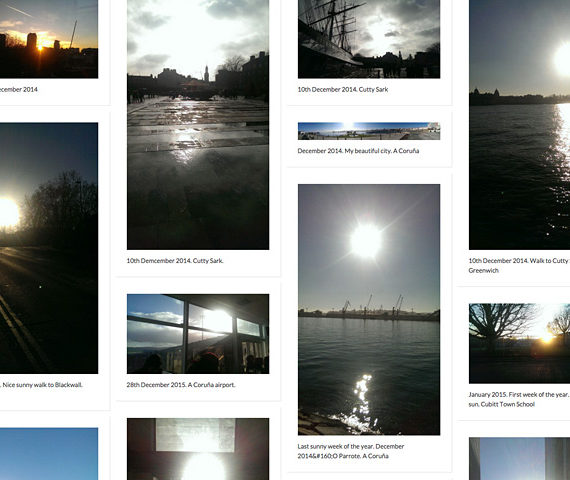 ecember 2014
. Nice sunny walk to Blackwall.
10th Demcember 2014. Cutty Sark.
28th December 2015. A Coruña airport.
10th December 2014. Cutty Sark
December 2014. My beautiful city. A Coruña
Last sunny week of the year. December
2014&#160;O Parrote. A Coruña
10th December 2014. Walk to Cutty
Greenwich
January 2015. First week of the year.
sun. Cubitt Town School